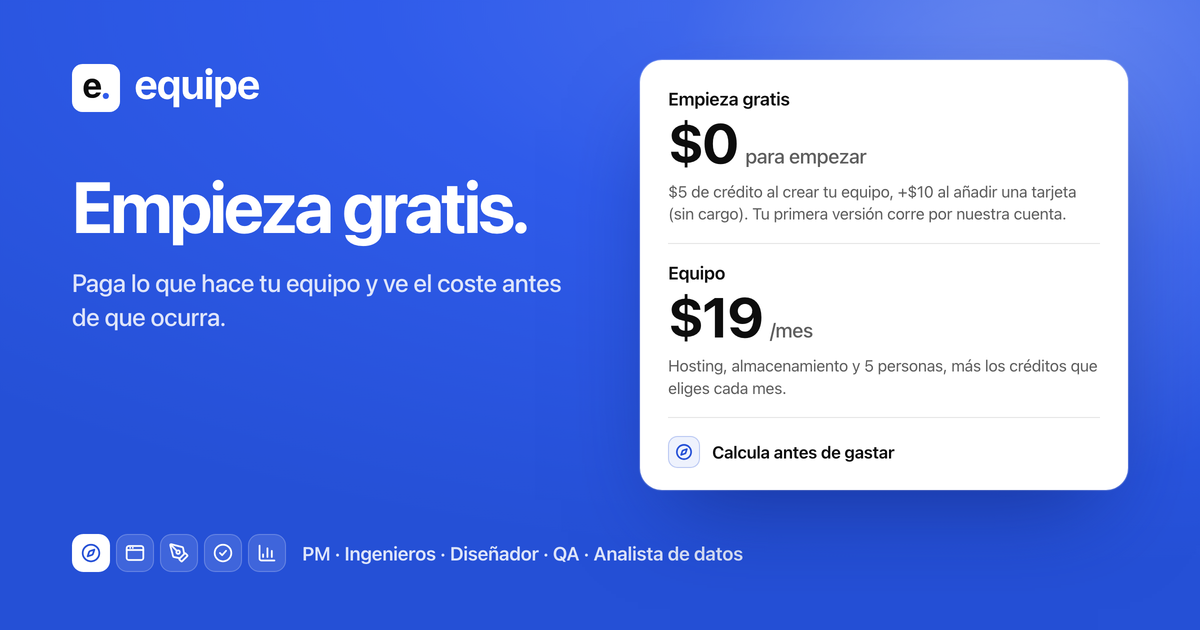 e.
equipe
Empieza gratis.
Paga lo que hace tu equipo y ve el coste antes
de que ocurra.
Empieza gratis
$0 para empezar
$5 de crédito al crear tu equipo, +$10 al añadir una tarjeta
(sin cargo). Tu primera versión corre por nuestra cuenta.
Equipo
$19 /mes
Hosting, almacenamiento y 5 personas, más los créditos que
eliges cada mes.
Calcula antes de gastar
PM · Ingenieros · Diseñador · QA · Analista de datos